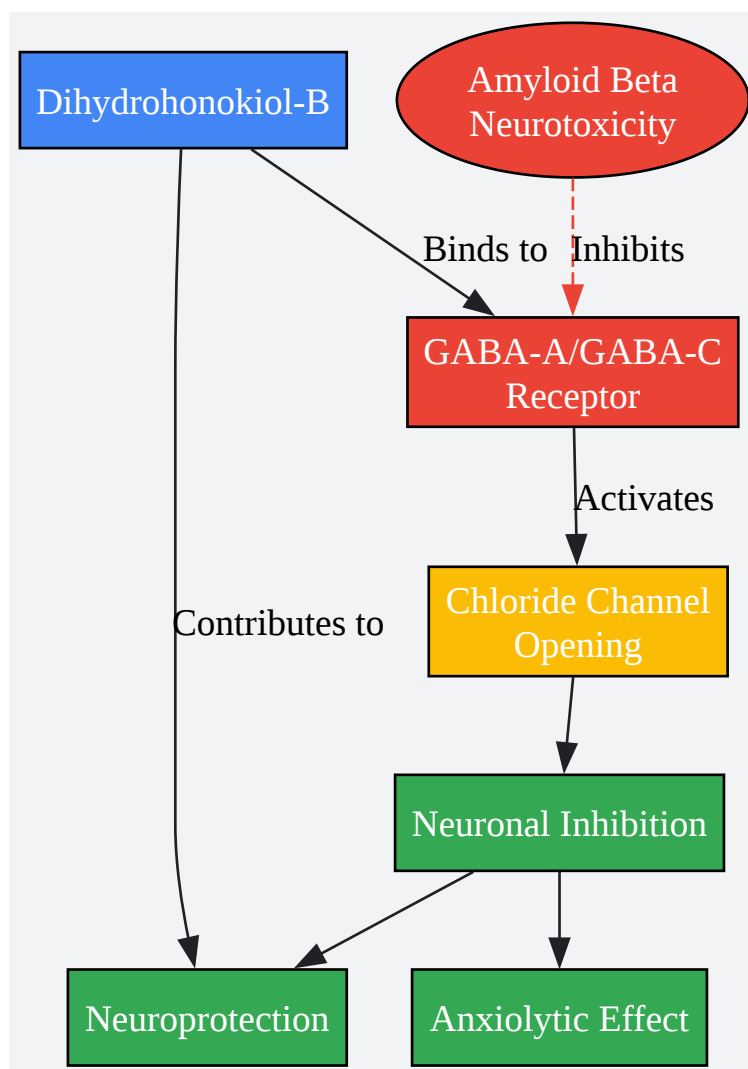 Dihydrohonokiol-B
Amyloid Beta
Neurotoxicity
Binds to
Inhibits
GABA-A/GABA-C
Receptor
Activates
Chloride Channel
Opening
Contributes to
Neuronal Inhibition
Neuroprotection
Anxiolytic Effect